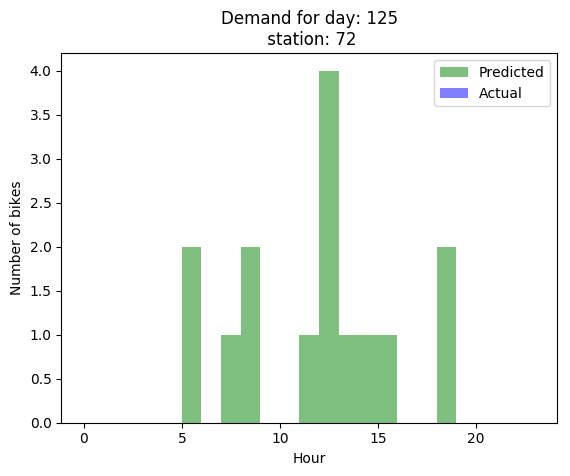 Demand for day: 125
station: 72
Predicted
Actual
4.0
3.5
3.0
2.5
2.0
1.5
1.0
0.5
0.0
Number of bikes
0 5 10 15 20
Hour